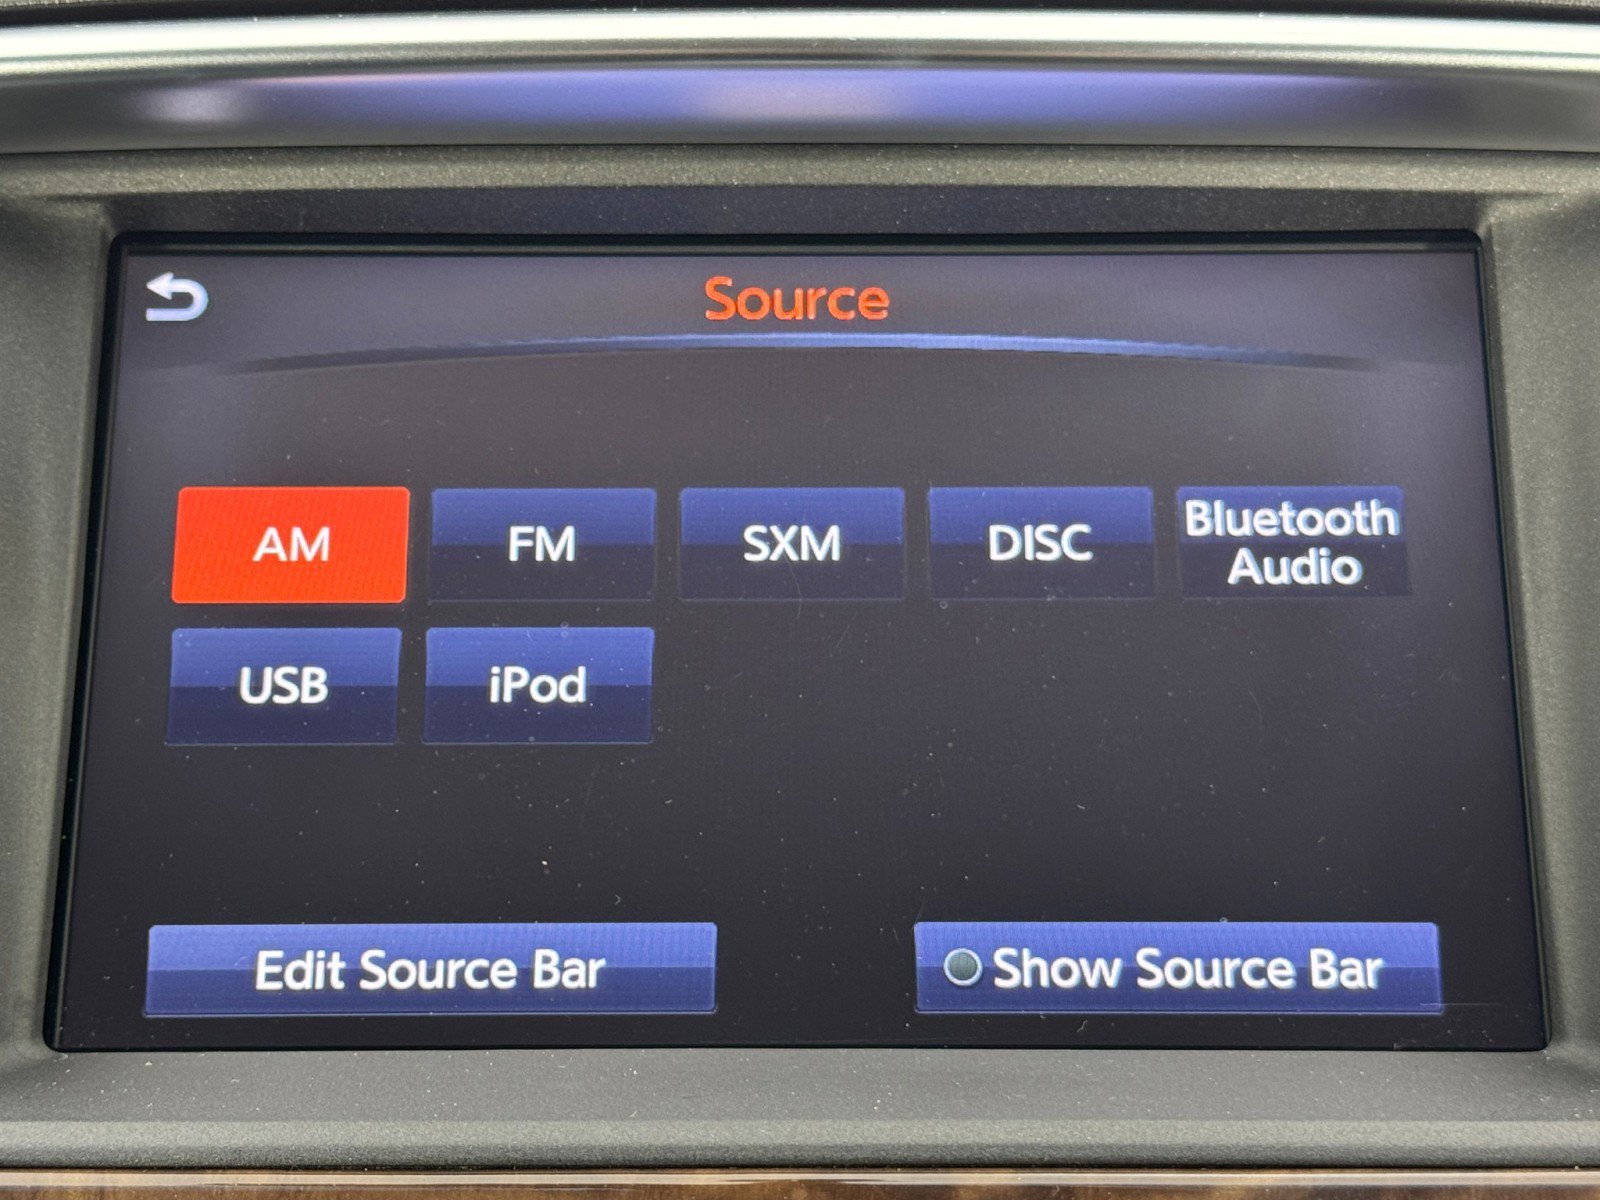 Source
AM
FM
SXM
DISC
Bluetooth
Audio
USB
iPod
Edit Source Bar
Show Source Bar